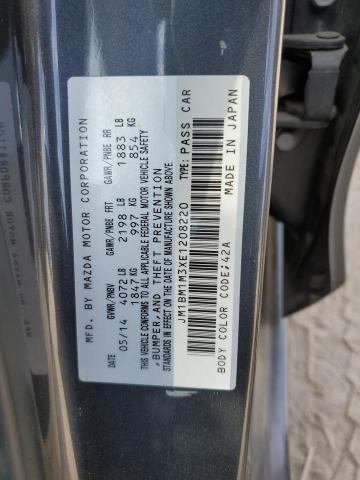 MFD. BY MAZDA MOTOR CORPORATION
GVWR/PNBV GAWR/PNBE FRT GAWR/PNBE RR
05/14 4072 LB 2198 LB 1883 LB
1847 KG 997 KG 854 KG
THIS VEHICLE CONFORMS TO ALL APPLICABLE FEDERAL MOTOR VEHICLE SAFETY
,BUMPER, AND THEFT PREVENTION
STANDARDS IN EFFECT ON THE DATE OF MANUFACTURE SHOWN ABOVE.
JM1BM1M3XE1208220 TYPE: PASS CAR
BODY COLOR CODE;42A MADE IN JAPAN